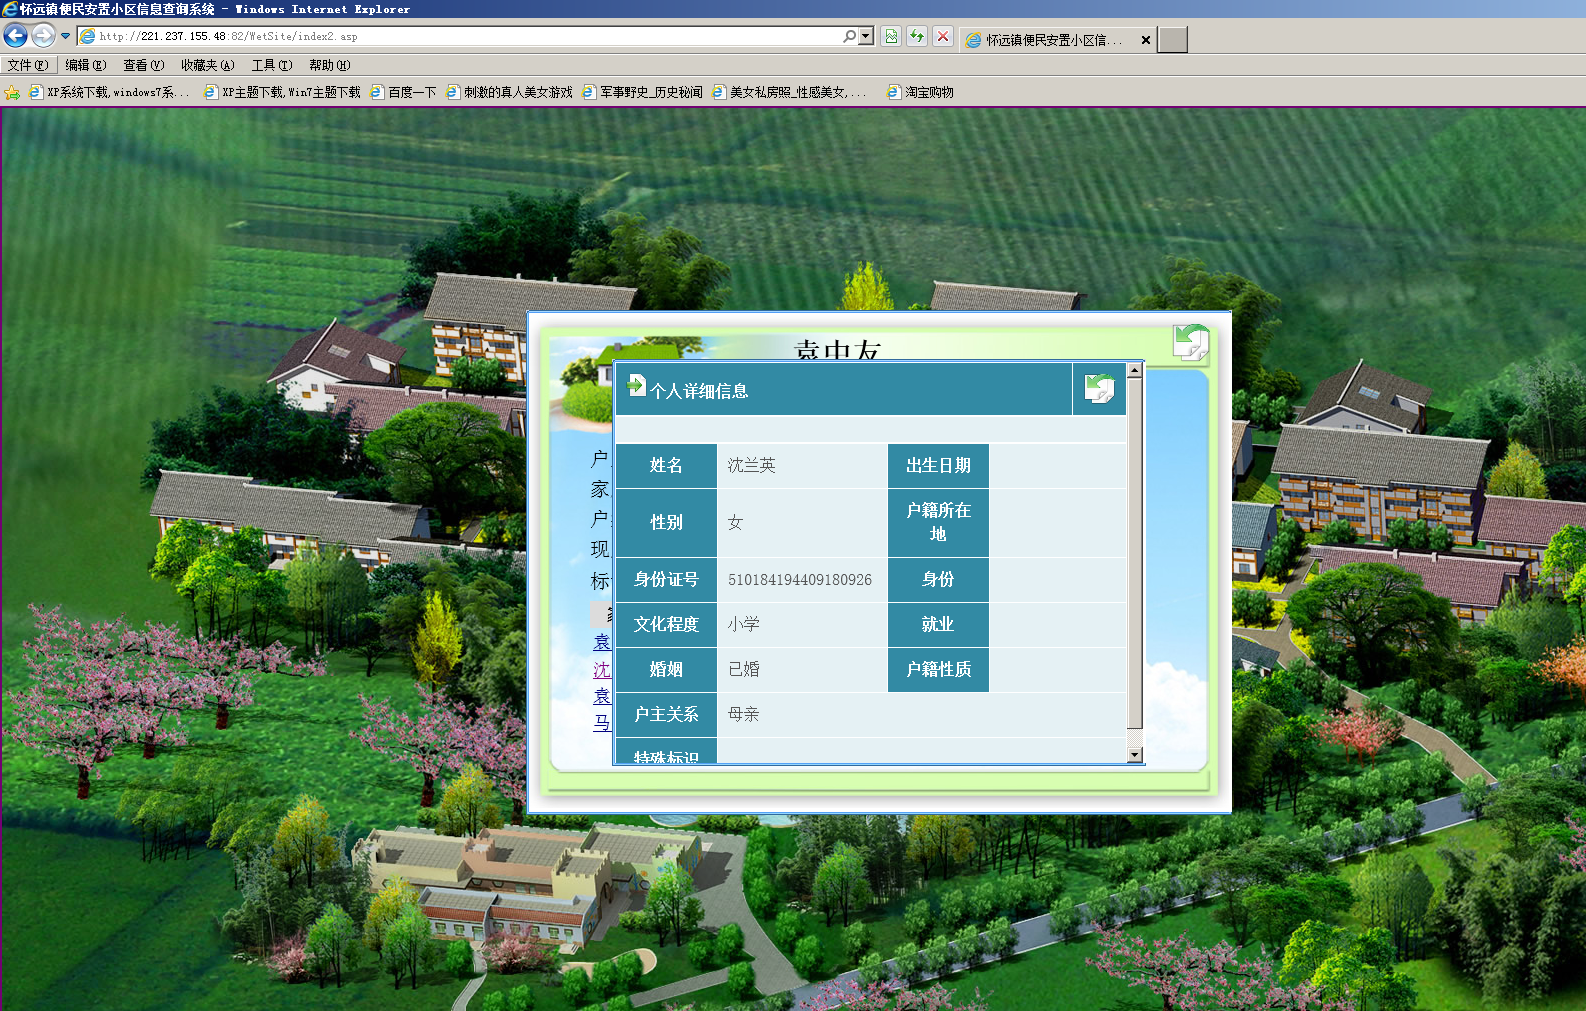 怀远镇便民安置小区信息查询系统 - Windows Internet Explorer
http://221.237.155.48:82/WetSite/index2.asp
怀远镇便民安置小区信...
文件(F) 编辑(E) 查看(V) 收藏夹(A) 工具(T) 帮助(H)
XP系统下载,windows7系... XP主题下载,Win7主题下载 百度一下 刺激的真人美女游戏 军事野史_历史秘闻 美女私房照_性感美女,... 淘宝购物
袁中友
个人详细信息
户
姓名 沈兰英 出生日期
家
户
性别 女 户籍所在地
现
标
身份证号 510184194409180926 身份
文化程度 小学 就业
袁
沈
婚姻 已婚 户籍性质
袁
马
户主关系 母亲
特殊标识